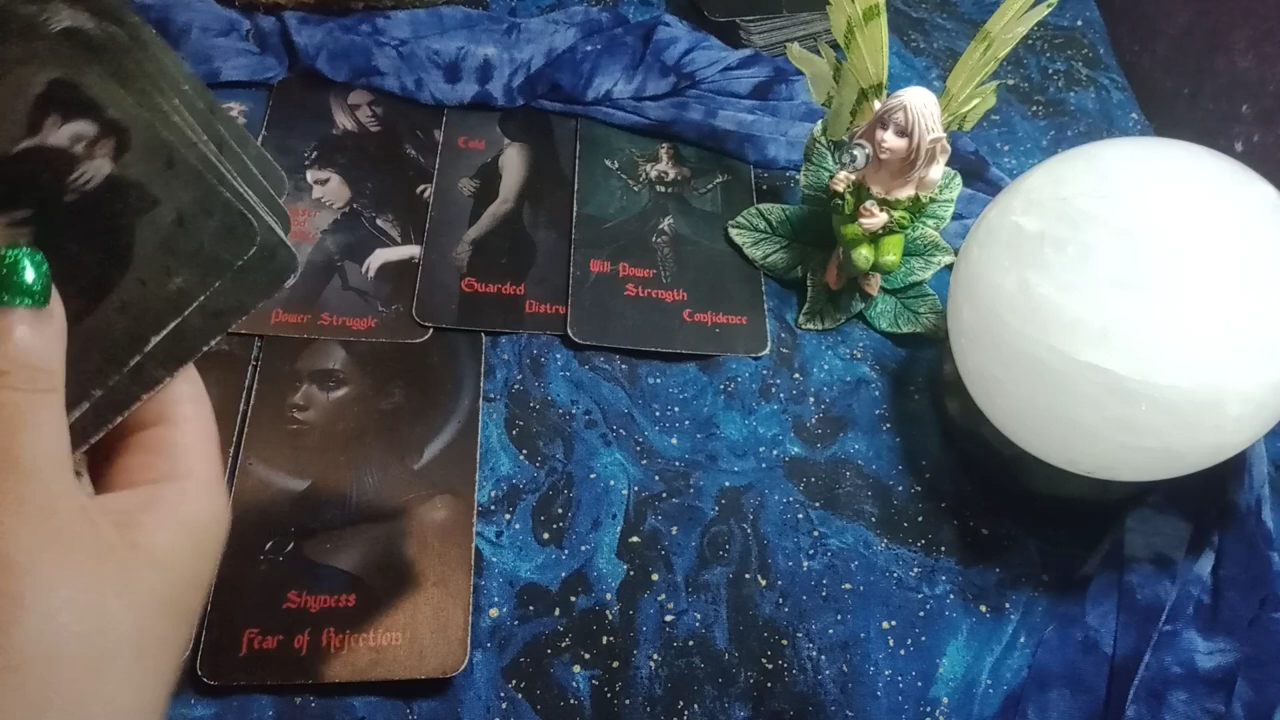 Power Struggle
Cold
Guarded
Distru
Will Power
Strength
Confidence
Shyness
Fear of Rejection